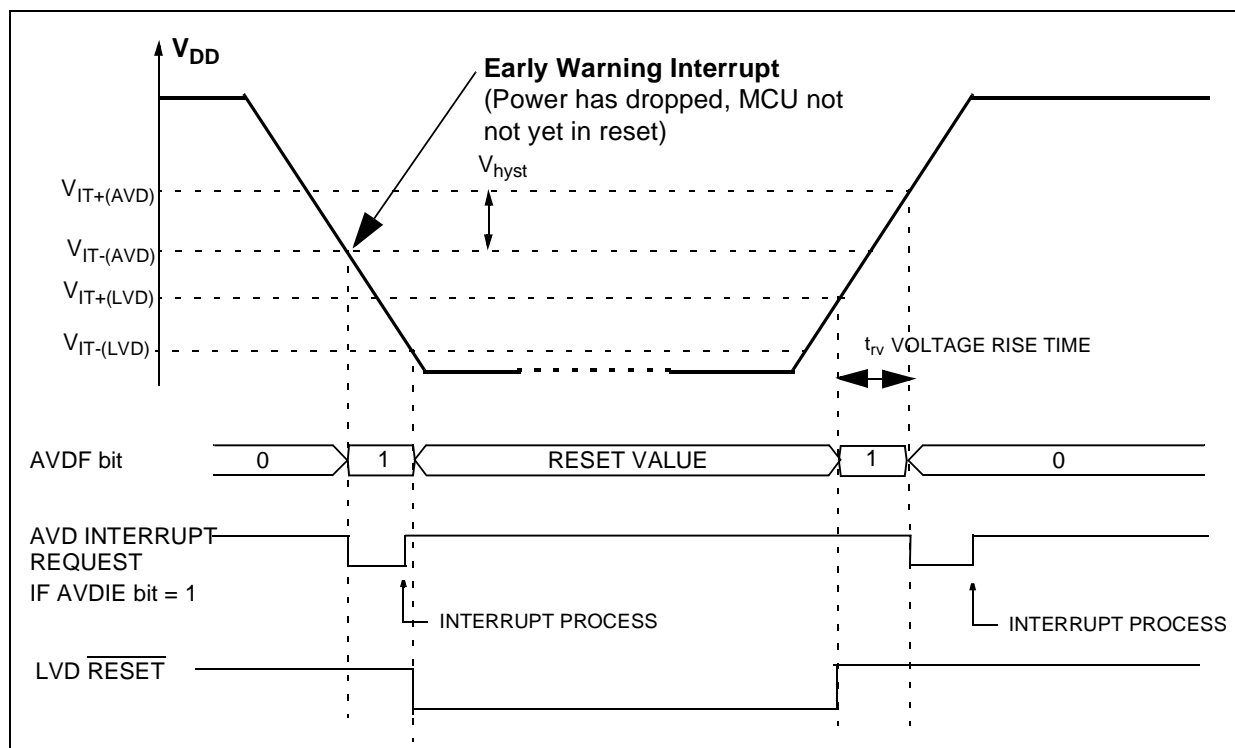 VDD
Early Warning Interrupt
(Power has dropped, MCU not
not yet in reset)
Vhyst
VIT+(AVD)
VIT-(AVD)
VIT+(LVD)
VIT-(LVD)
trv VOLTAGE RISE TIME
AVDF bit
0
1
RESET VALUE
1
0
AVD INTERRUPT
REQUEST
IF AVDIE bit = 1
INTERRUPT PROCESS
INTERRUPT PROCESS
LVD RESET